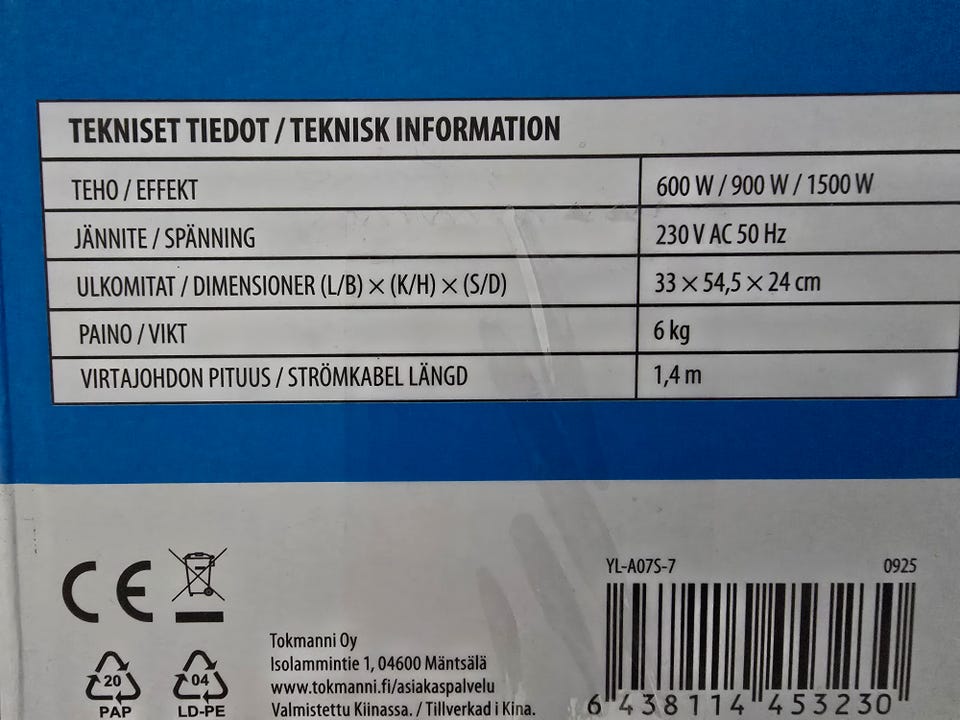 TEKNISET TIEDOT / TEKNISK INFORMATION
TEHO / EFFEKT 600 W / 900 W / 1500 W
JÄNNITE / SPÄNNING 230 V AC 50 Hz
ULKOMITAT / DIMENSIONER (L/B) × (K/H) × (S/D) 33 × 54,5 × 24 cm
PAINO / VIKT 6 kg
VIRTAJOHDON PITUUS / STRÖMKABEL LÄNGD 1,4 m
CE
20
PAP
04
LD-PE
Tokmanni Oy
Isolammintie 1, 04600 Mäntsälä
www.tokmanni.fi/asiakaspalvelu
Valmistettu Kiinassa. / Tillverkad i Kina.
YL-A07S-7 0925
6 438114 453230